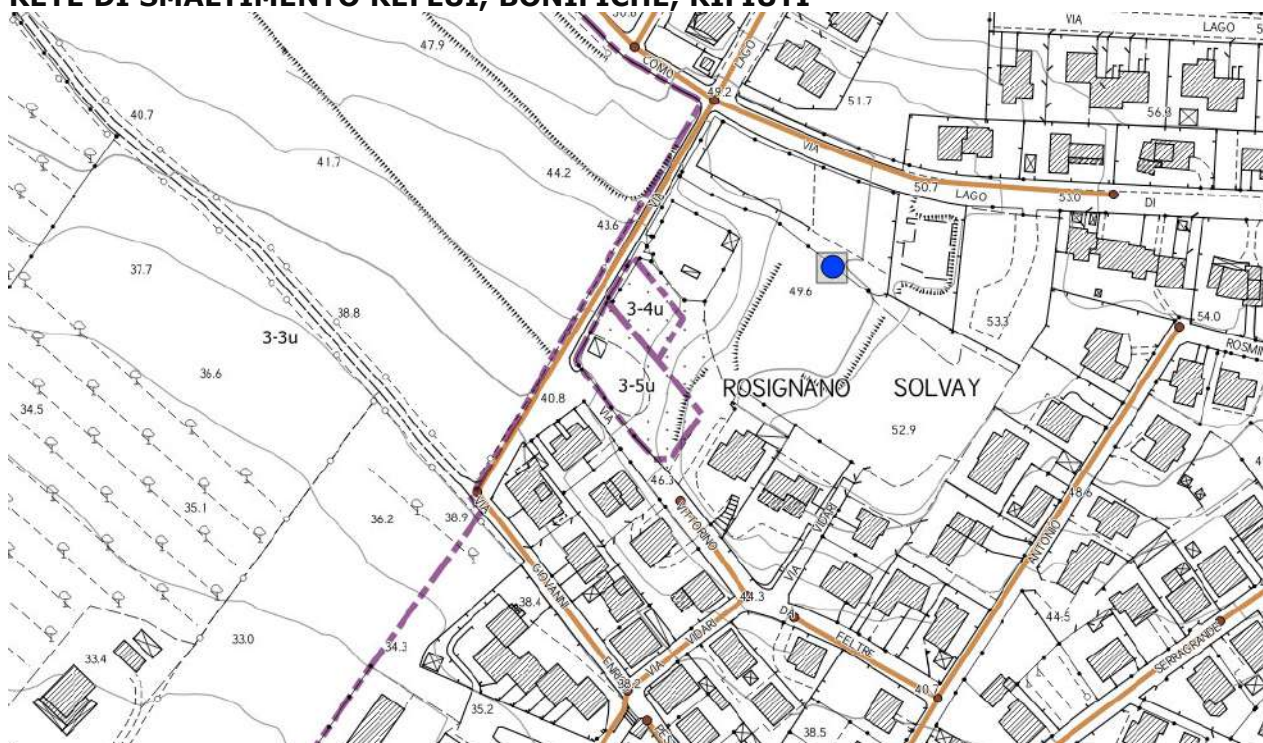 RETE DI SMALTIMENTO REFLUI, BONIFICHE, RIFIUTI
VIA
LAGO
47.9
COMO
LAGO
49.2
51.7
56.8
40.7
VIA
41.7
44.2
50.7
LAGO
53.0
DI
VIA
43.6
37.7
49.6
3-4u
38.8
53.3
54.0
3-3u
ROSMIN
36.6
3-5u
ROSIGNANO SOLVAY
34.5
40.8
VIA
52.9
46.3
48.6
35.1
36.2
38.9
VIA
VITTORINO
VIDARI
ANTONIO
GIOVANNI
VIA
38.4
44.3
DA
44.5
33.0
34.3
VIDARI
FELTRE
SERRAGRANDE
33.4
ENRI
VIA
38.2
40.7
35.2
38.5